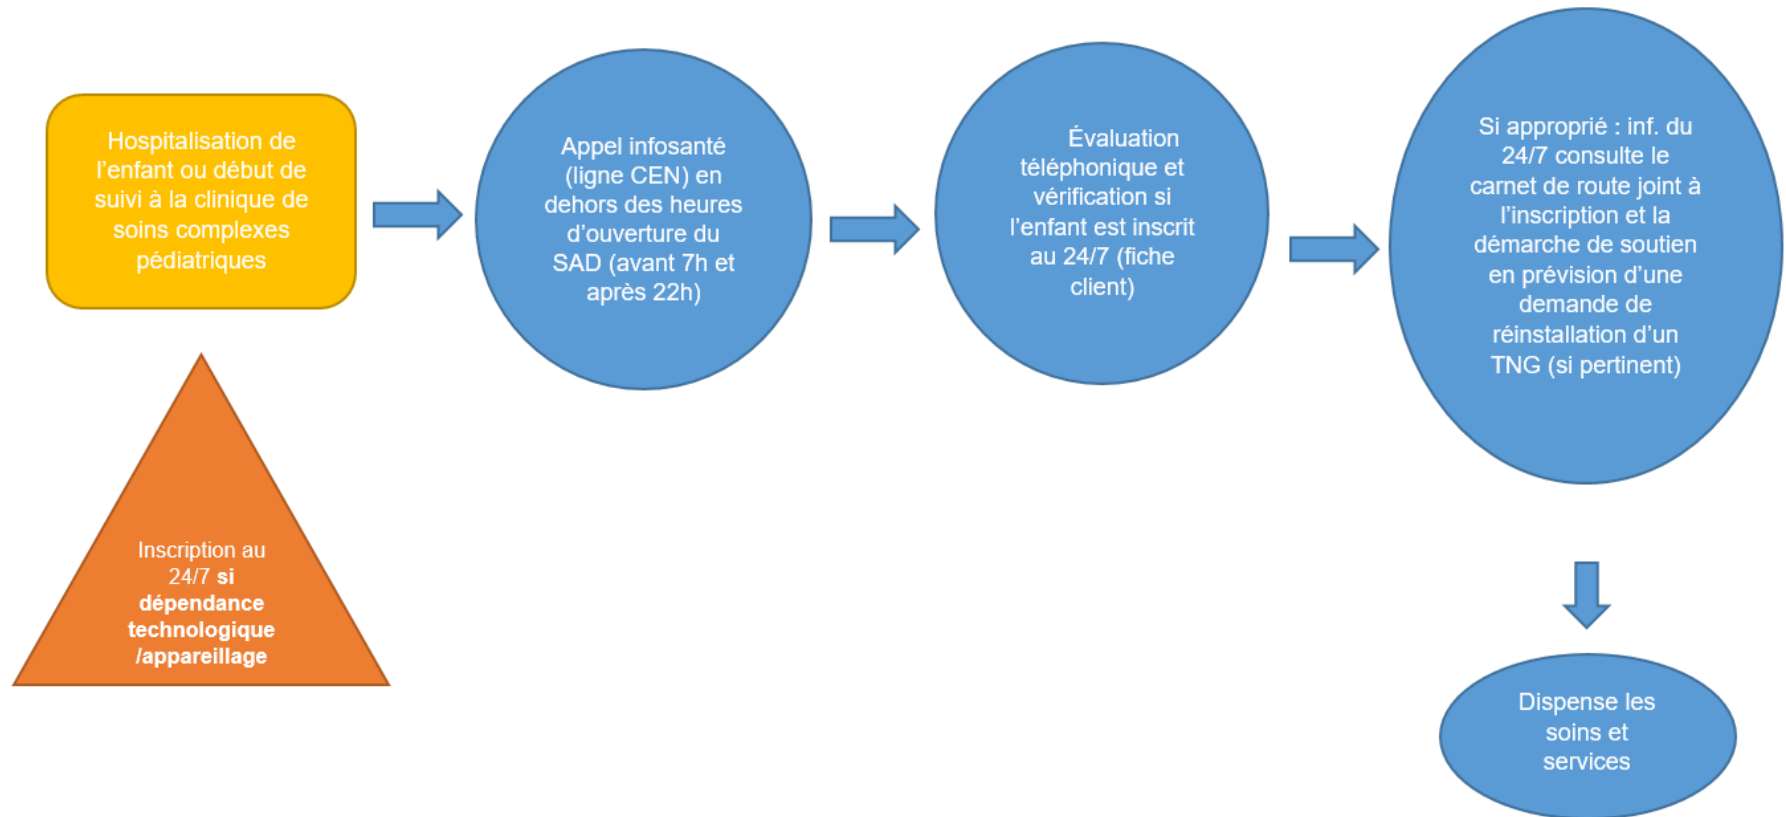 Hospitalisation de
l'enfant ou début de
suivi à la clinique de
soins complexes
pédiatriques
Appel infosanté
(ligne CEN) en
dehors des heures
d'ouverture du
SAD (avant 7h et
après 22h)
Évaluation
téléphonique et
vérification si
l'enfant est inscrit
au 24/7 (fiche
client)
Si approprié : inf. du
24/7 consulte le
carnet de route joint à
l'inscription et la
démarche de soutien
en prévision d'une
demande de
réinstallation d'un
TNG (si pertinent)
Inscription au
24/7 si
dépendance
technologique
/appareillage
Dispense les
soins et
services